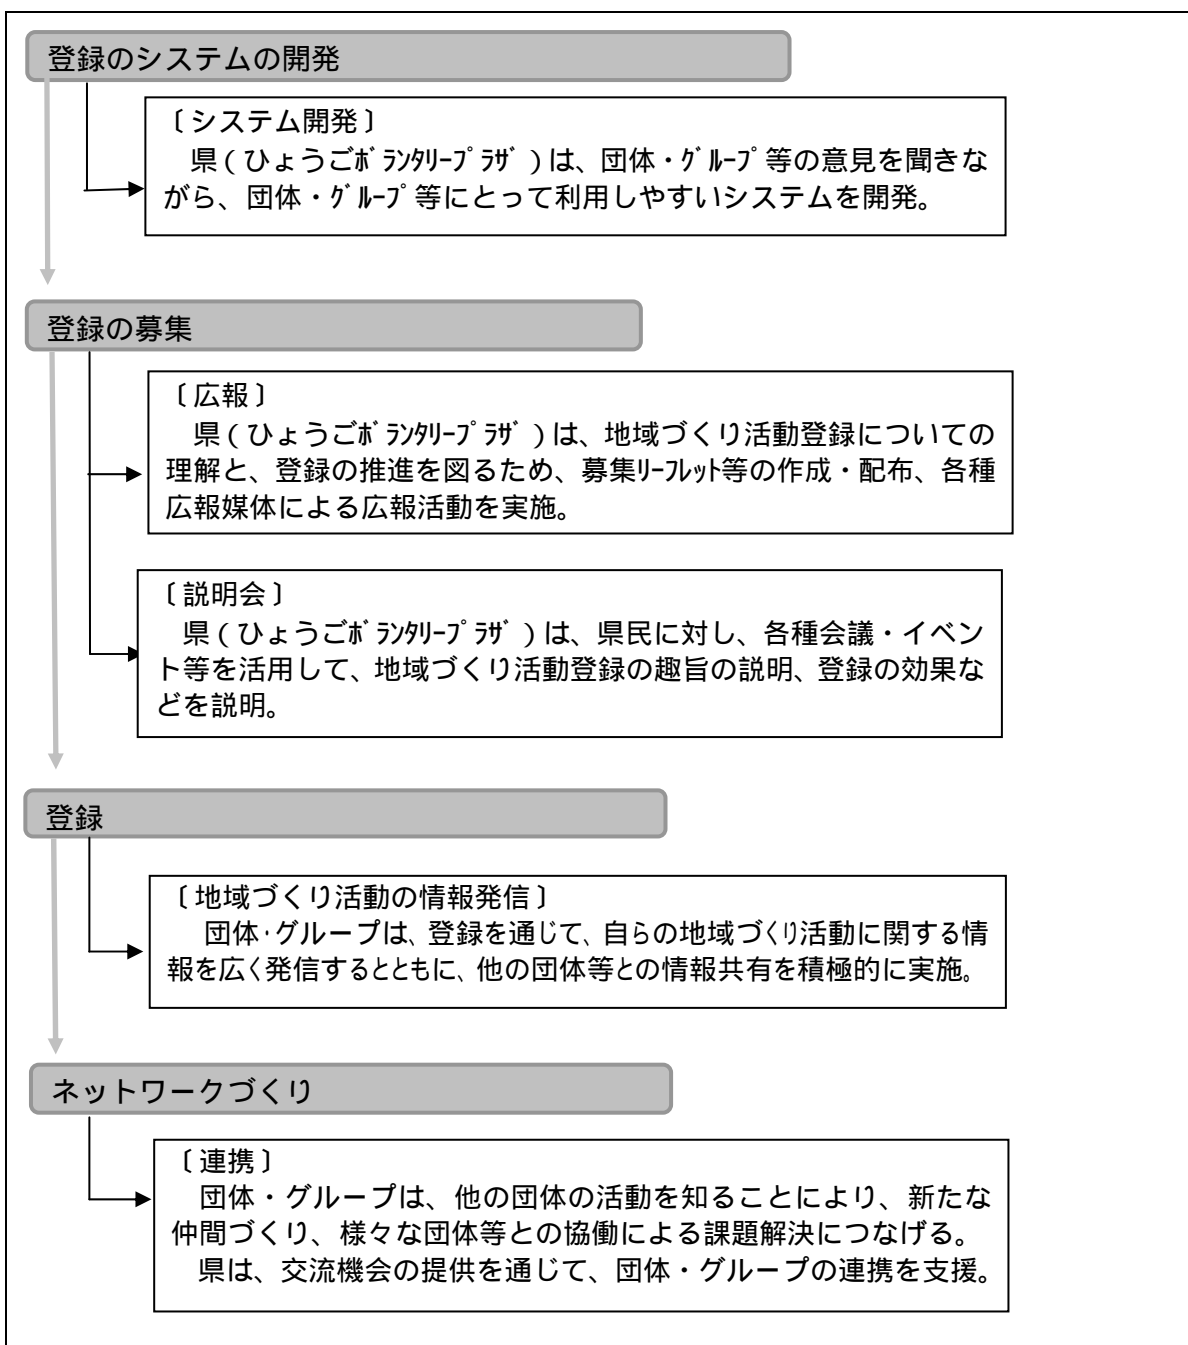 登録のシステムの開発
〔システム開発〕
県(ひょうごﾎﾞﾗﾝﾀﾘｰﾌﾟﾗｻﾞ)は、団体・ｸﾞﾙｰﾌﾟ等の意見を聞きな
がら、団体・ｸﾞﾙｰﾌﾟ等にとって利用しやすいシステムを開発。
登録の募集
〔広報〕
県(ひょうごﾎﾞﾗﾝﾀﾘｰﾌﾟﾗｻﾞ)は、地域づくり活動登録についての
理解と、登録の推進を図るため、募集ﾘｰﾌﾚｯﾄ等の作成・配布、各種
広報媒体による広報活動を実施。
〔説明会〕
県(ひょうごﾎﾞﾗﾝﾀﾘｰﾌﾟﾗｻﾞ)は、県民に対し、各種会議・イベン
ト等を活用して、地域づくり活動登録の趣旨の説明、登録の効果な
どを説明。
登録
〔地域づくり活動の情報発信〕
団体・グループは、登録を通じて、自らの地域づくり活動に関する情
報を広く発信するとともに、他の団体等との情報共有を積極的に実施。
ネットワークづくり
〔連携〕
団体・グループは、他の団体の活動を知ることにより、新たな
仲間づくり、様々な団体等との協働による課題解決につなげる。
県は、交流機会の提供を通じて、団体・グループの連携を支援。